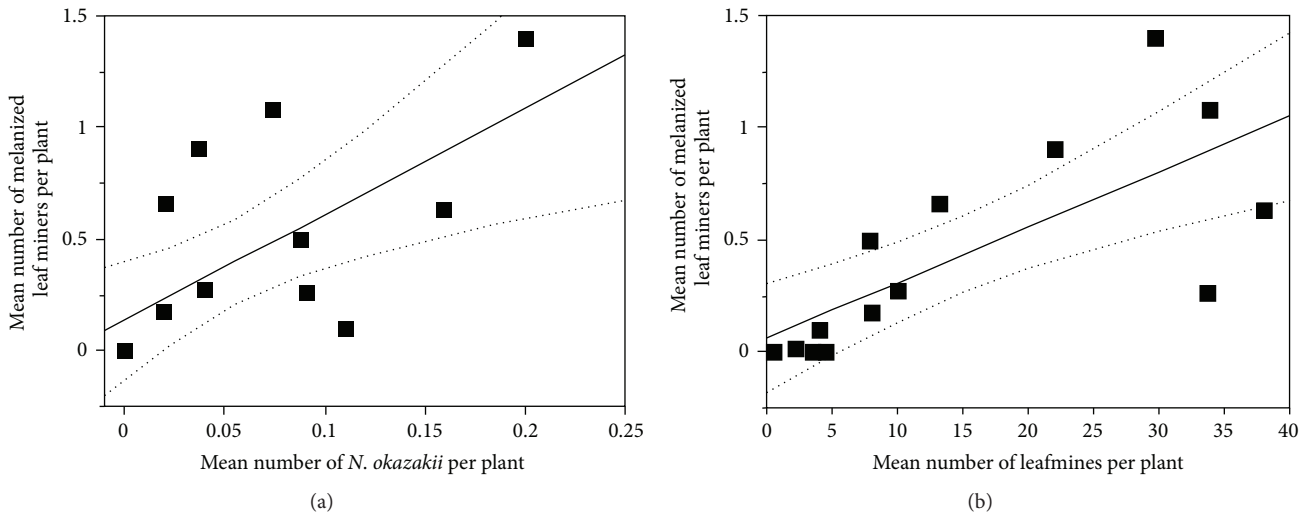 1.5
1
0.5
0
Mean number of melanized
leaf miners per plant
0
0.05
0.1
0.15
0.2
0.25
Mean number of N. okazakii per plant
(a)
1.5
1
0.5
0
Mean number of melanized
leaf miners per plant
0
5
10
15
20
25
30
35
40
Mean number of leafmines per plant
(b)